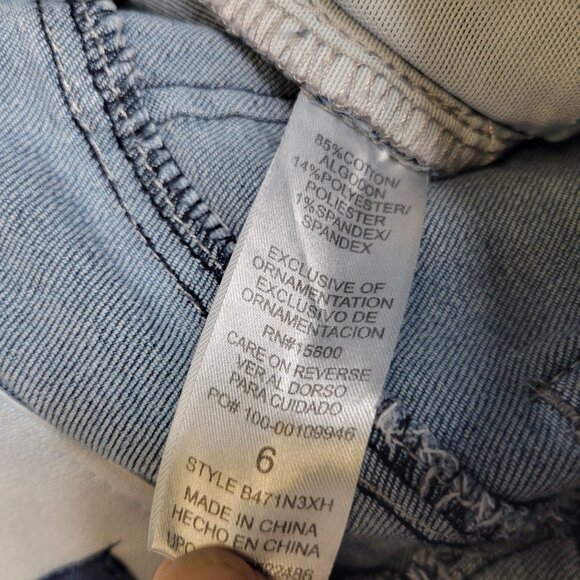 85%COTTON/
ALGODON
14%POLYESTER/
POLIESTER
1%SPANDEX/
SPANDEX
EXCLUSIVE OF
ORNAMENTATION
EXCLUSIVO DE
ORNAMENTACION
RN#15600
CARE ON REVERSE
VER AL DORSO
PARA CUIDADO
PO# 100-00109946
6
STYLE B471N3XH
MADE IN CHINA
HECHO EN CHINA